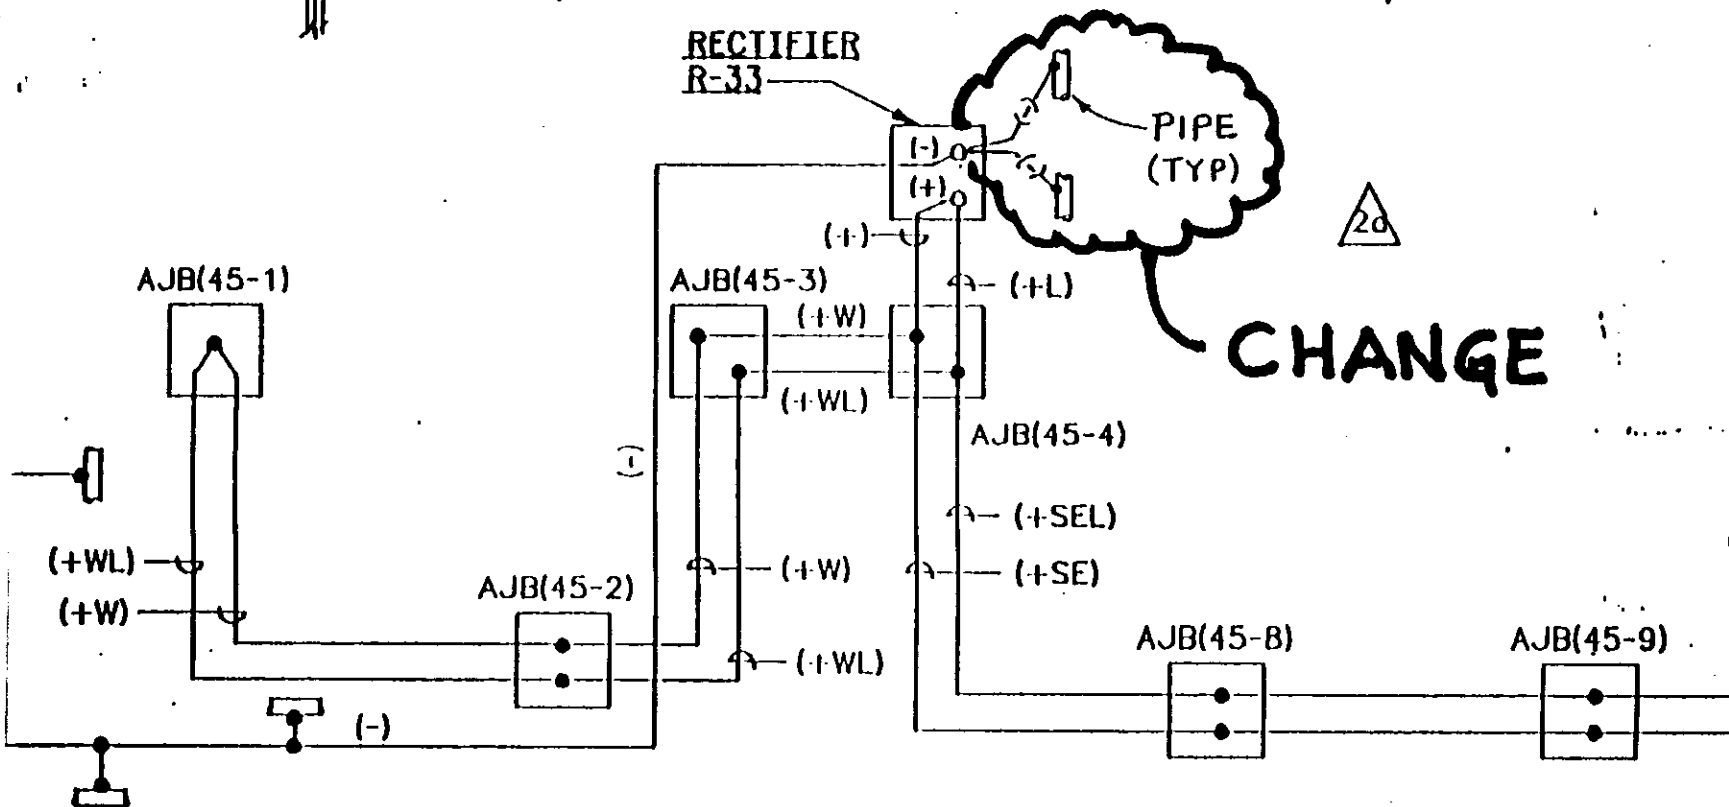 RECTIFIER
R-33
(-)
(-)
(-)
PIPE
(TYP)
(+)
2d
(+)
(+L)
AJB(45-1)
AJB(45-3)
(+W)
CHANGE
(+WL)
AJB(45-4)
(-)
(+SEL)
(+WL)
(+W)
(+SE)
AJB(45-2)
(+W)
AJB(45-8)
AJB(45-9)
(+WL)
(-)